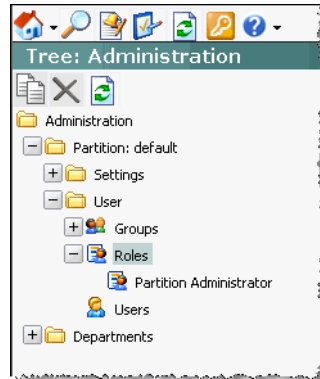 Tree: Administration
Administration
Partition: default
Settings
User
Groups
Roles
Partition Administrator
Users
Departments